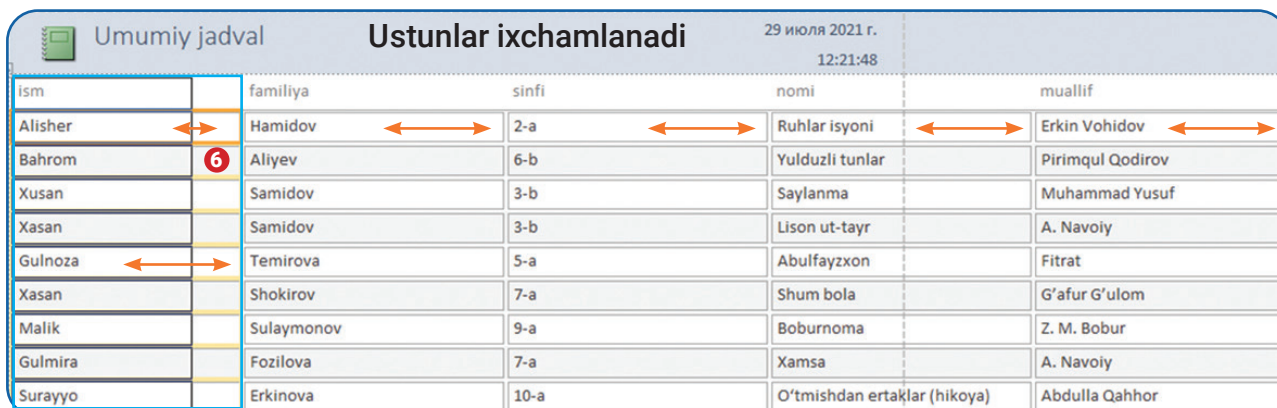 Umumiy jadval Ustunlar ixchamlanadi 29 июля 2021 г.
12:21:48
ism familiya sinfi nomi muallif
Alisher Hamidov 2-a Ruhlar isyoni Erkin Vohidov
Bahrom 6 Aliyev 6-b Yulduzli tunlar Pirimqul Qodirov
Xusan Samidov 3-b Saylanma Muhammad Yusuf
Xasan Samidov 3-b Lison ut-tayr A. Navoiy
Gulnoza Temirova 5-a Abulfayzxon Fitrat
Xasan Shokirov 7-a Shum bola G‘afur G‘ulom
Malik Sulaymonov 9-a Boburnoma Z. M. Bobur
Gulmira Fozilova 7-a Xamsa A. Navoiy
Surayyo Erkinova 10-a O‘tmishdan ertaklar (hikoya) Abdulla Qahhor